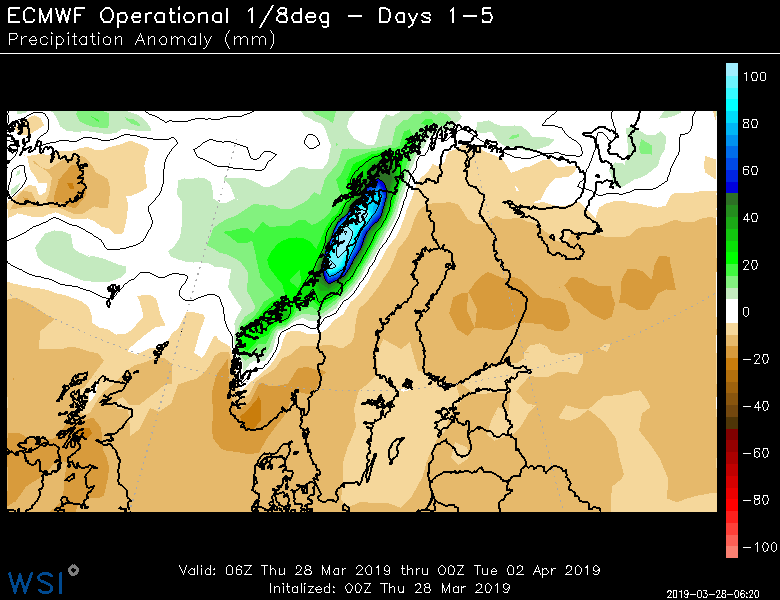 ECMWF Operational 1/8deg – Days 1–5
Precipitation Anomaly (mm)
100
80
60
40
20
0
−20
−40
−60
−80
−100
Valid: 06Z Thu 28 Mar 2019 thru 00Z Tue 02 Apr 2019
Initalized: 00Z Thu 28 Mar 2019
WSI
2019-03-28-06:20